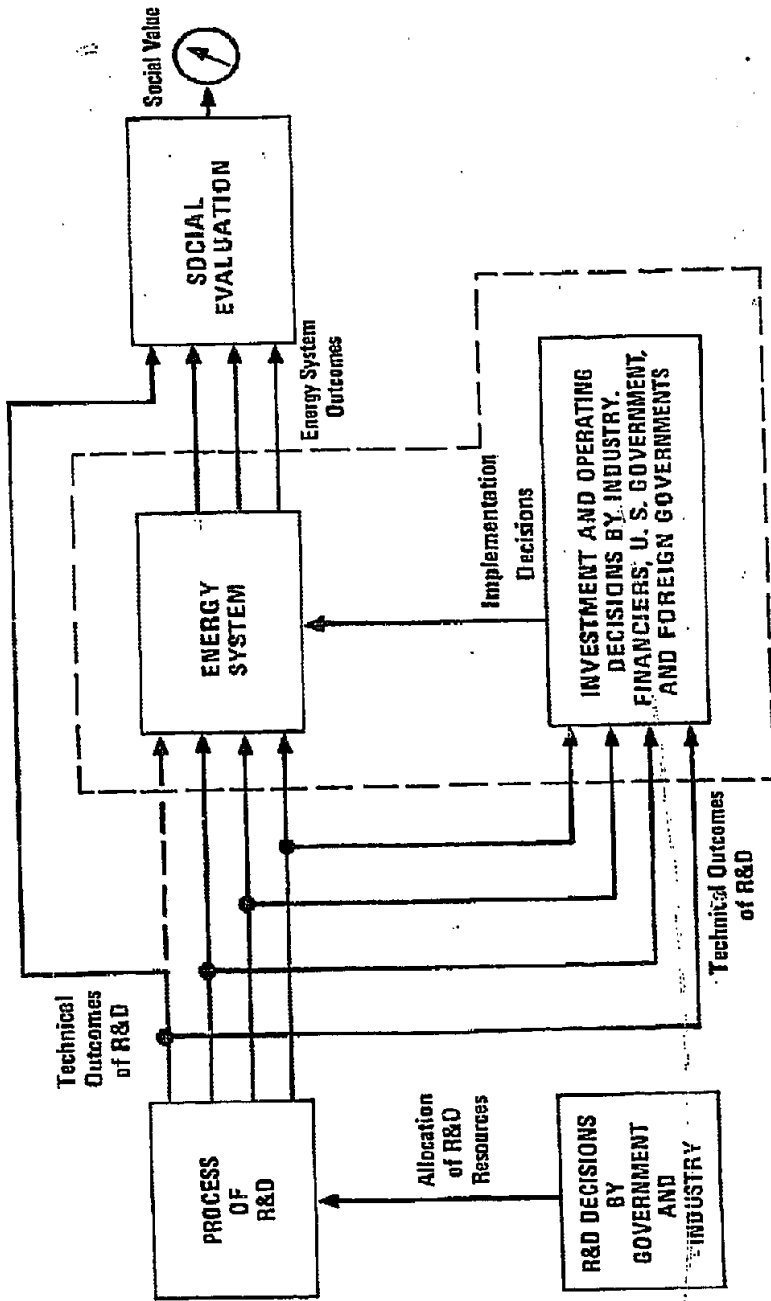 Technical
Outcomes
of R&D
PROCESS
OF
R&D
Allocation
of R&D
Resources
R&D DECISIONS
BY
GOVERNMENT
AND
INDUSTRY
ENERGY
SYSTEM
Implementation
Decisions
INVESTMENT AND OPERATING
DECISIONS BY INDUSTRY.
FINANCIERS, U. S. GOVERNMENT,
AND FOREIGN GOVERNMENTS
Technical Outcomes
of R&D
Energy System
Outcomes
SOCIAL
EVALUATION
Social Value